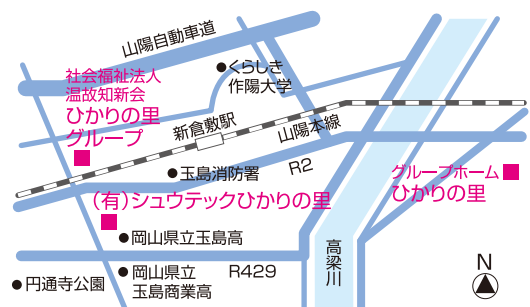 山陽自動車道
社会福祉法人
温故知新会
ひかりの里
グループ
くらしき
作陽大学
新倉敷駅
山陽本線
玉島消防署
R2
グループホーム
ひかりの里
（有）シュウテックひかりの里
岡山県立玉島高
R429
高梁川
岡山県立
玉島商業高
円通寺公園
N